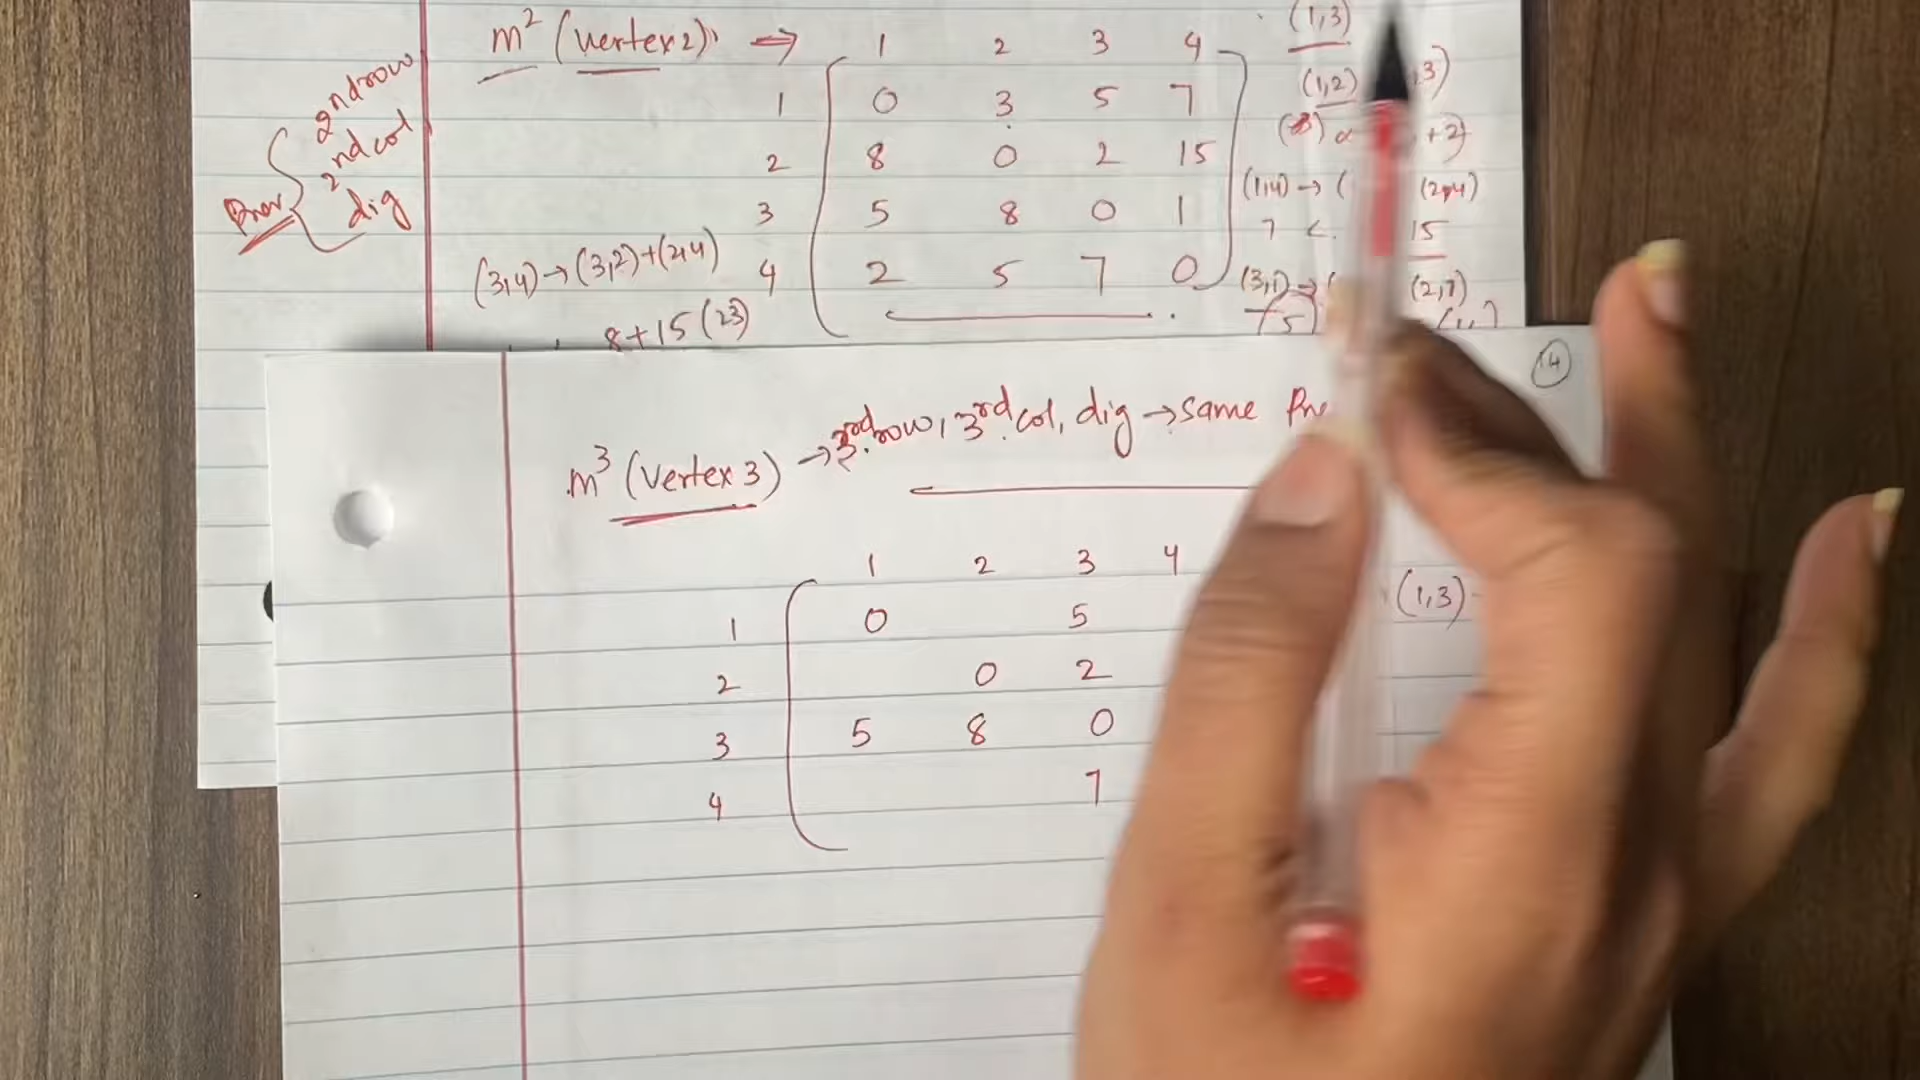 m² (vertex 2) → 1 2 3 4
1 0 3 5 7
2 8 0 2 15
3 5 8 0 1
4 2 5 7 0
Prev { 2nd row
2nd col
dig
(3,4) → (3,2)+(2,4)
8+15 (23)
(1,3)
(1,2) ,3)
+2)
(1,4) → ( (2,4)
7 < 15
(3,1) → ( (2,1)
5)
14
m³ (vertex 3) → 3rd row, 3rd col, dig → same
1 2 3 4
1 0 5
2 0 2
3 5 8 0
4 7
(1,3)